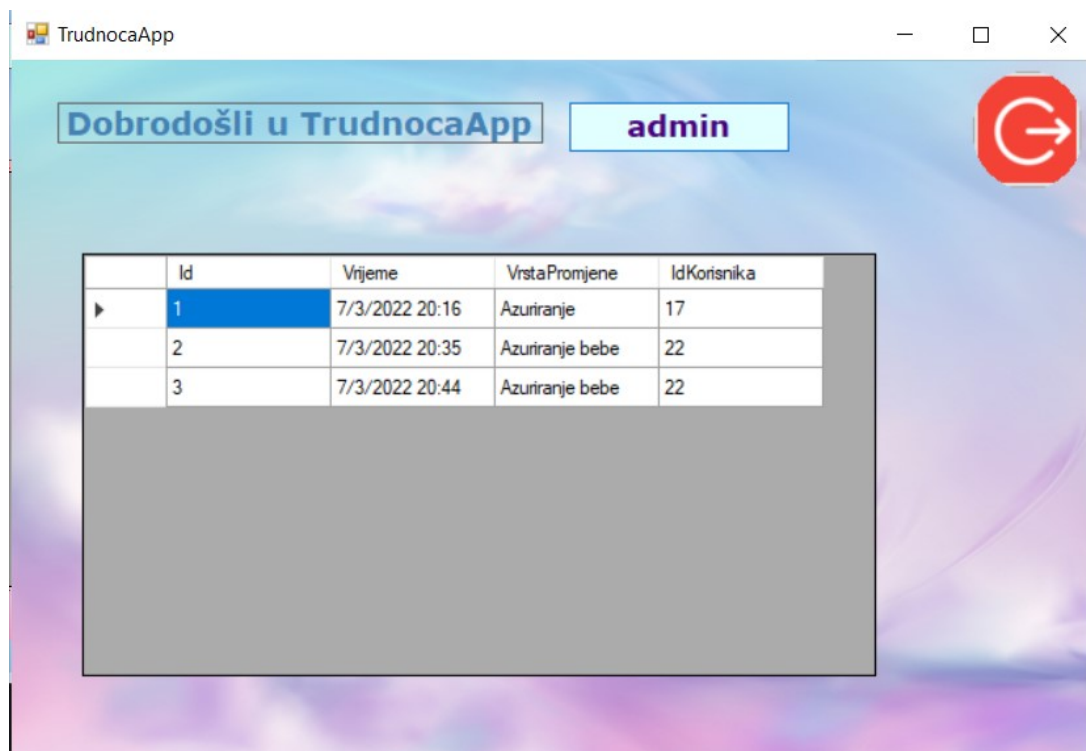 TrudnocaApp
Dobrodošli u TrudnocaApp admin
Id Vrijeme VrstaPromjene IdKorisnika
1 7/3/2022 20:16 Azuriranje 17
2 7/3/2022 20:35 Azuriranje bebe 22
3 7/3/2022 20:44 Azuriranje bebe 22